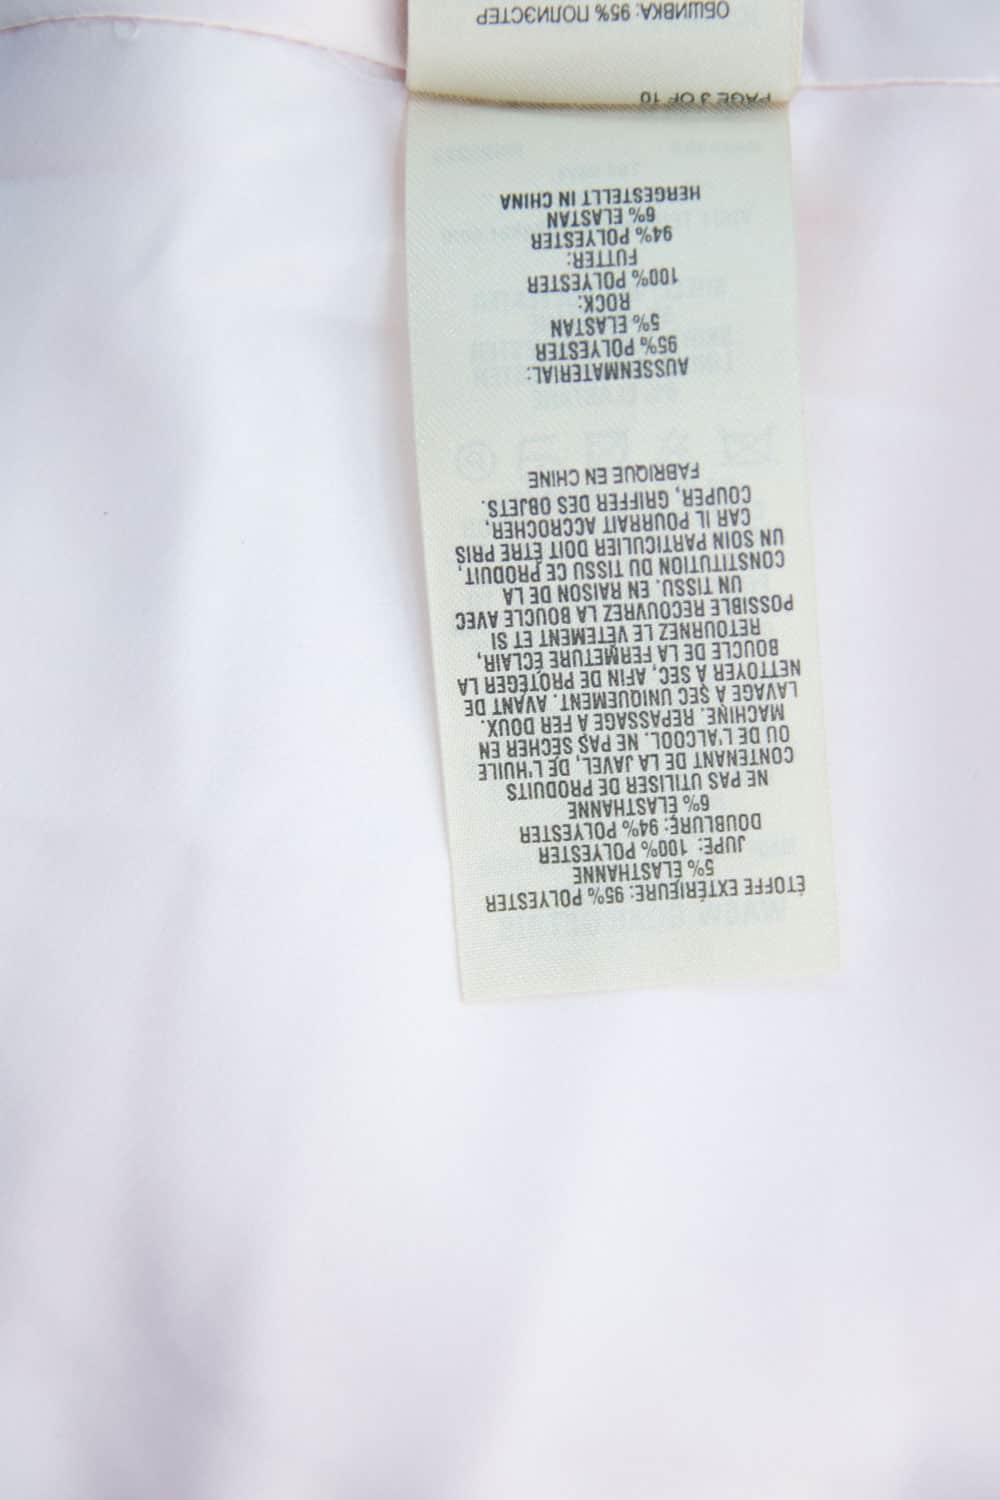 ÉTOFFE EXTÉRIEURE: 95% POLYESTER
5% ÉLASTHANNE
JUPE: 100% POLYESTER
DOUBLURE: 94% POLYESTER
6% ÉLASTHANNE
NE PAS UTILISER DE PRODUITS
CONTENANT DE LA JAVEL, DE L'HUILE
OU DE L'ALCOOL. NE PAS SÉCHER EN
MACHINE. REPASSAGE À FER DOUX.
LAVAGE À SEC UNIQUEMENT. AVANT DE
NETTOYER À SEC, AFIN DE PROTÉGER LA
BOUCLE DE LA FERMETURE ÉCLAIR,
RETOURNEZ LE VÊTEMENT ET SI
POSSIBLE RECOUVREZ LA BOUCLE AVEC
UN TISSU. EN RAISON DE LA
CONSTITUTION DU TISSU CE PRODUIT,
UN SOIN PARTICULIER DOIT ÊTRE PRIS
CAR IL POURRAIT ACCROCHER,
COUPER, GRIFFER DES OBJETS.
FABRIQUE EN CHINE
AUSSENMATERIAL:
95% POLYESTER
5% ELASTAN
ROCK:
100% POLYESTER
FUTTER:
94% POLYESTER
6% ELASTAN
HERGESTELLT IN CHINA
PAGE 3 OF 10
ОБШИВКА: 95% ПОЛИЭСТЕР